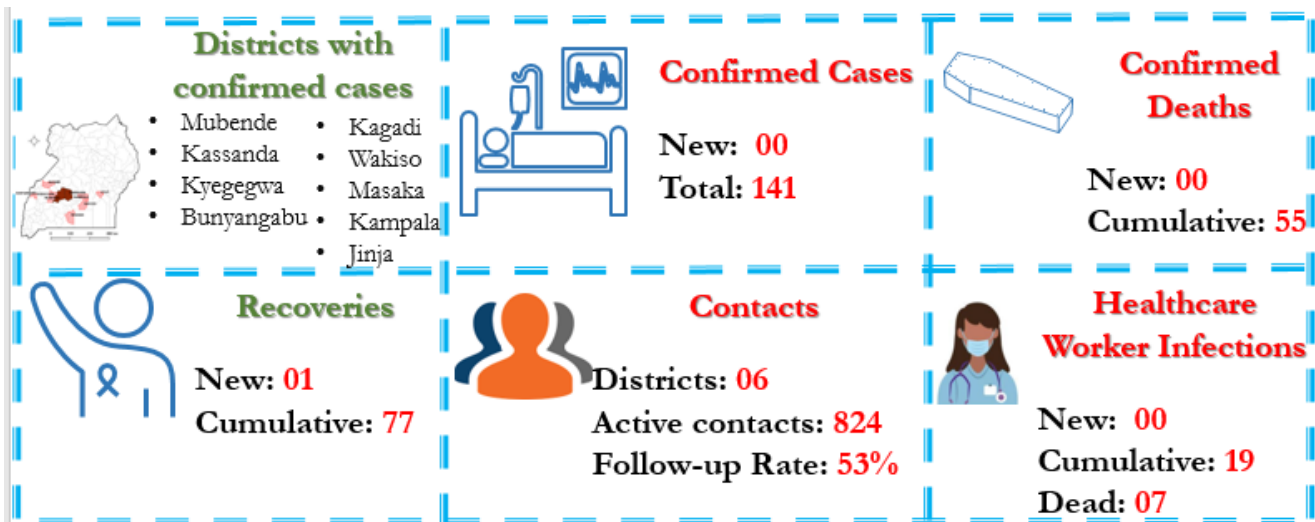 Districts with
confirmed cases
• Mubende
• Kassanda
• Kyegegwa
• Bunyangabu
• Kagadi
• Wakiso
• Masaka
• Kampala
• Jinja
Confirmed Cases
New: 00
Total: 141
Confirmed
Deaths
New: 00
Cumulative: 55
Recoveries
New: 01
Cumulative: 77
Contacts
Districts: 06
Active contacts: 824
Follow-up Rate: 53%
Healthcare
Worker Infections
New: 00
Cumulative: 19
Dead: 07